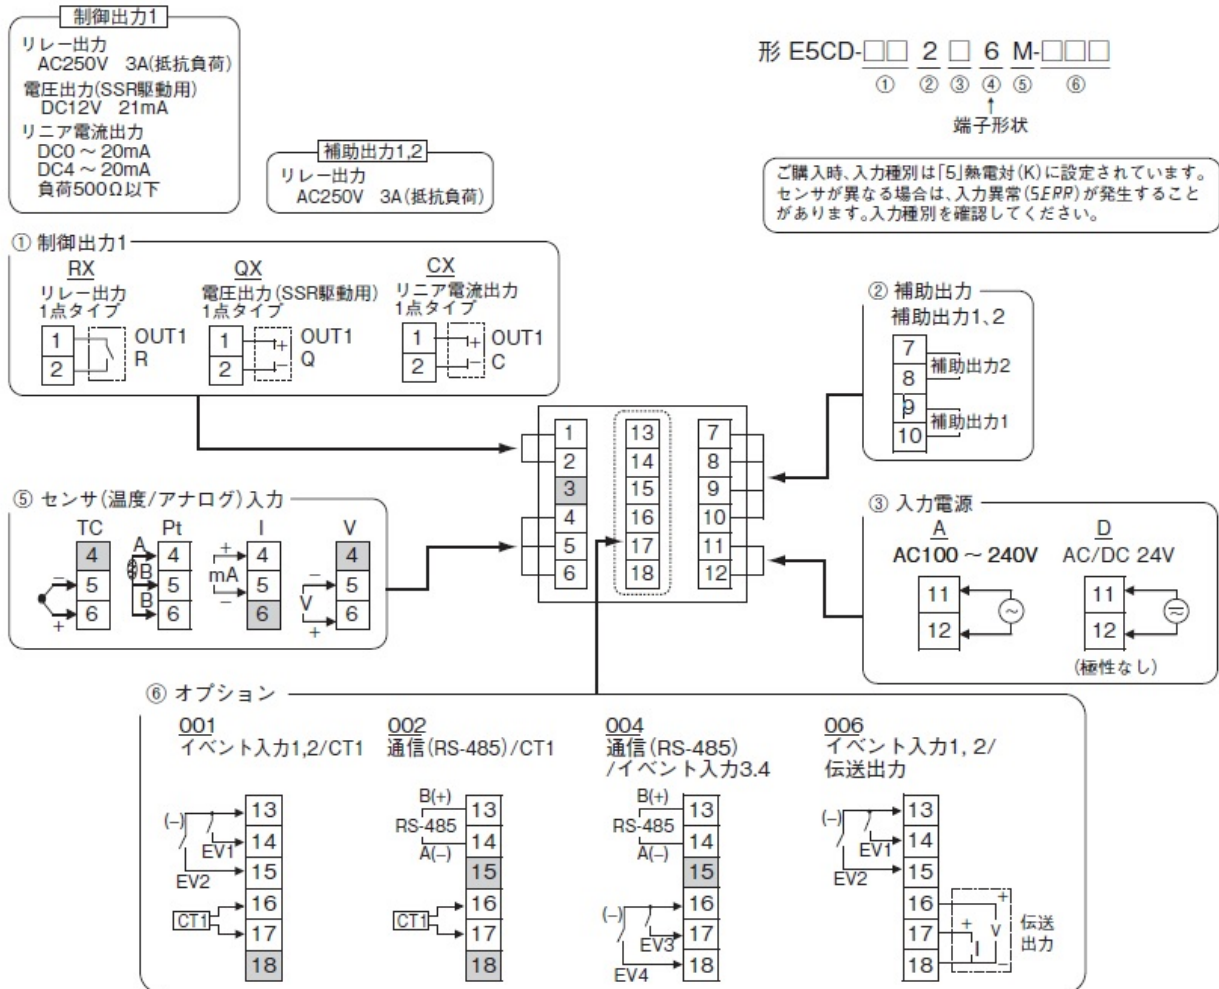 制御出力1
リレー出力
AC250V 3A(抵抗負荷)
電圧出力(SSR駆動用)
DC12V 21mA
リニア電流出力
DC0 ～ 20mA
DC4 ～ 20mA
負荷500Ω以下
補助出力1,2
リレー出力
AC250V 3A(抵抗負荷)
形 E5CD-□□ 2 □ 6 M-□□□
① ② ③ ④ ⑤ ⑥
↑
端子形状
ご購入時、入力種別は「5」熱電対(K)に設定されています。
センサが異なる場合は、入力異常(S.ERR)が発生すること
があります。入力種別を確認してください。
① 制御出力1
RX
リレー出力
1点タイプ
1
2
OUT1
R
QX
電圧出力(SSR駆動用)
1点タイプ
1
2
+
−
OUT1
Q
CX
リニア電流出力
1点タイプ
1
2
+
−
OUT1
C
② 補助出力
補助出力1、2
7
8
9
10
補助出力2
補助出力1
1 13 7
2 14 8
3 15 9
4 16 10
5 17 11
6 18 12
⑤ センサ(温度/アナログ)入力
TC
4
5
6
−
+
Pt
A
B
B
4
5
6
I
+
mA
−
4
5
6
V
−
V
+
4
5
6
③ 入力電源
A
AC100 ～ 240V
11
12
D
AC/DC 24V
11
12
(極性なし)
⑥ オプション
001
イベント入力1,2/CT1
(−)
EV1
EV2
CT1
13
14
15
16
17
18
002
通信(RS-485)/CT1
B(+)
RS-485
A(−)
CT1
13
14
15
16
17
18
004
通信(RS-485)
/イベント入力3.4
B(+)
RS-485
A(−)
(−)
EV3
EV4
13
14
15
16
17
18
006
イベント入力1, 2/
伝送出力
(−)
EV1
EV2
13
14
15
16
17
18
+
+
V
I
−
伝送
出力